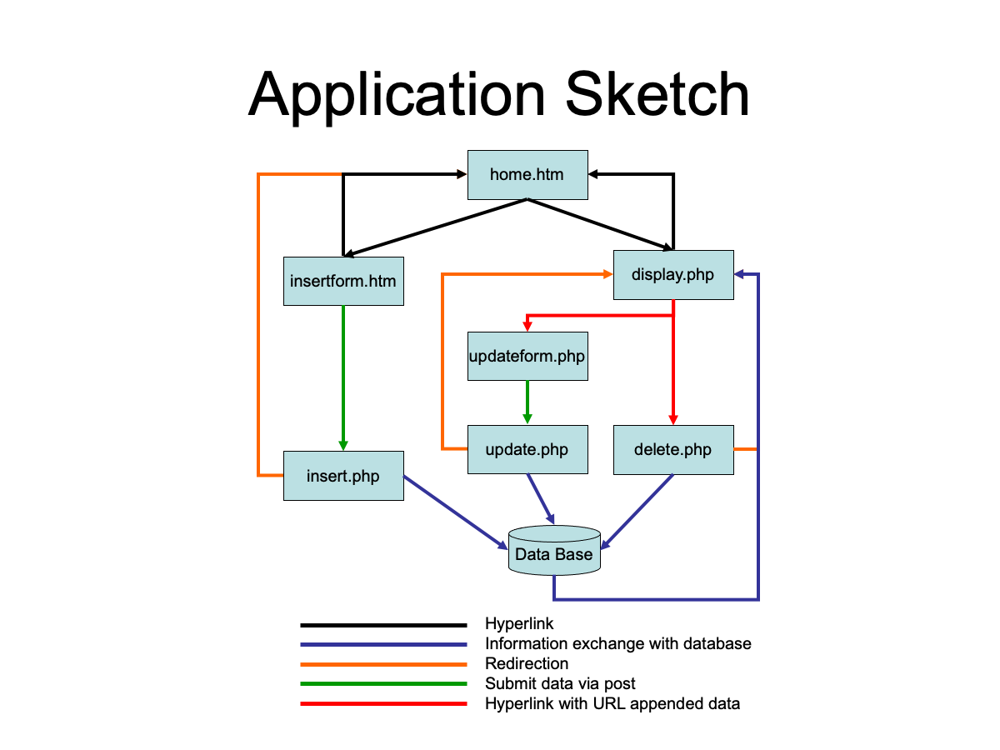 Application Sketch
home.htm
insertform.htm
display.php
updateform.php
update.php
delete.php
insert.php
Data Base
Hyperlink
Information exchange with database
Redirection
Submit data via post
Hyperlink with URL appended data